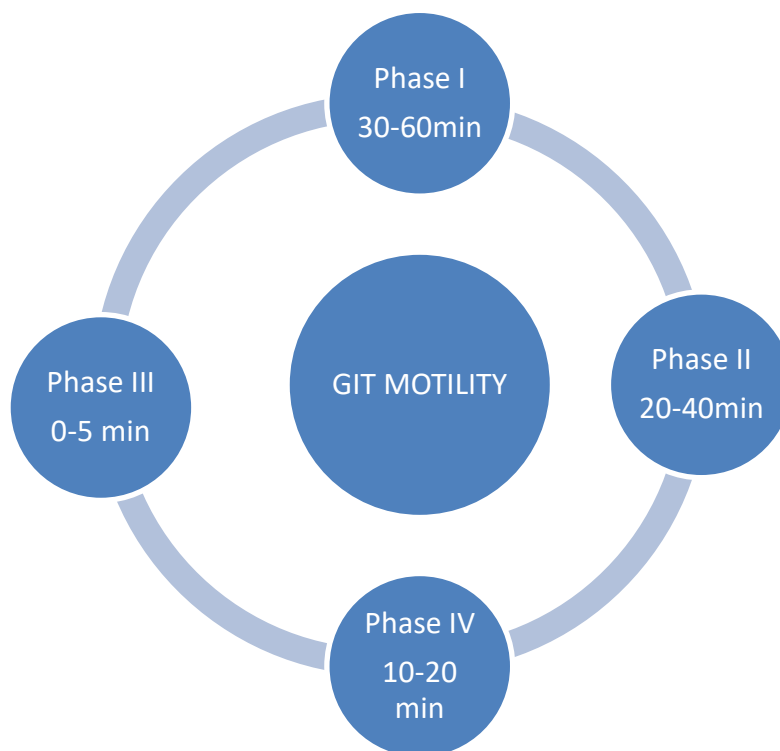 Phase I
30-60min
Phase II
20-40min
GIT MOTILITY
Phase III
0-5 min
Phase IV
10-20
min